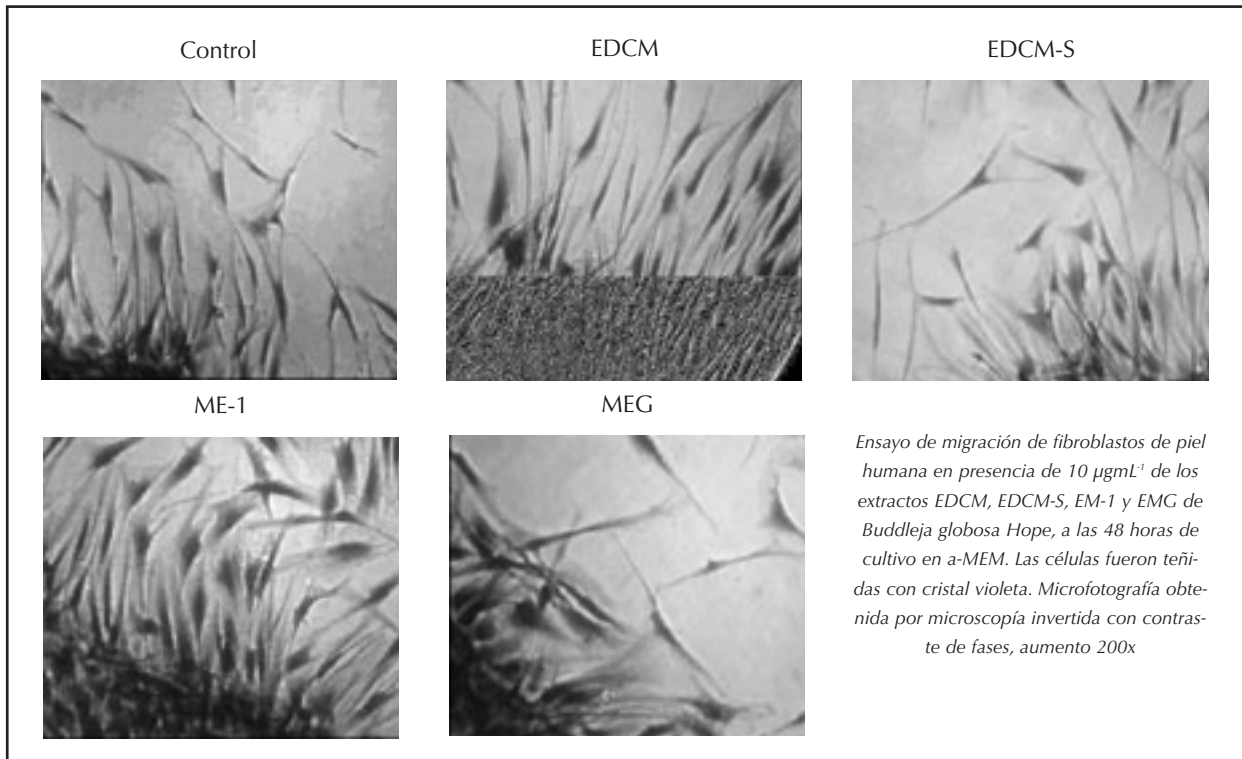 Control
EDCM
EDCM-S
ME-1
MEG
Ensayo de migración de fibroblastos de piel
humana en presencia de 10 µgmL-1 de los
extractos EDCM, EDCM-S, EM-1 y EMG de
Buddleja globosa Hope, a las 48 horas de
cultivo en a-MEM. Las células fueron teñi-
das con cristal violeta. Microfotografía obte-
nida por microscopía invertida con contras-
te de fases, aumento 200x